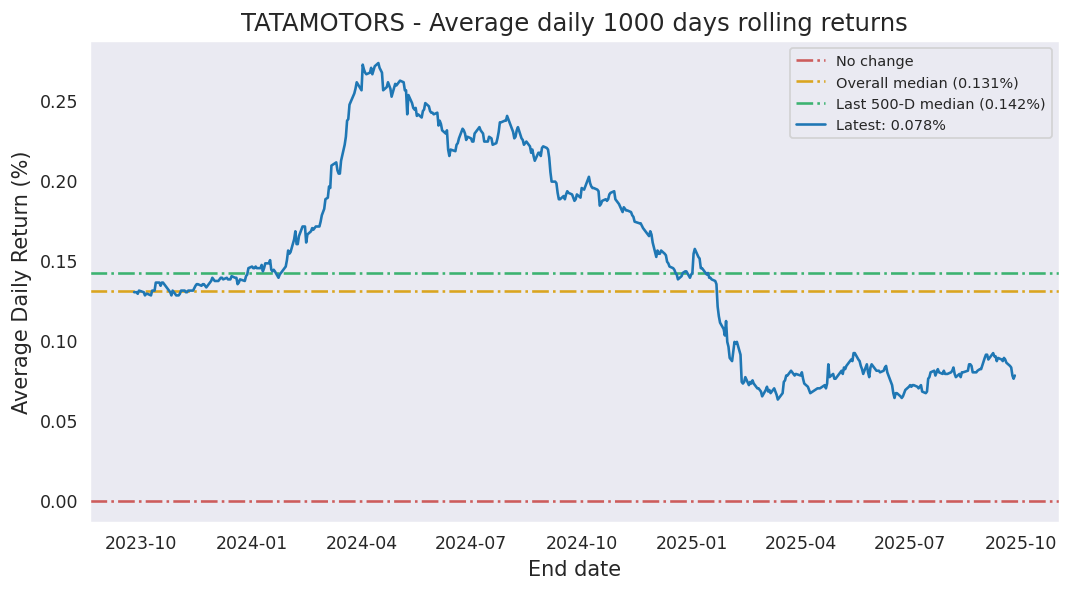 TATAMOTORS - Average daily 1000 days rolling returns
No change
Overall median (0.131%)
Last 500-D median (0.142%)
Latest: 0.078%
Average Daily Return (%)
0.25
0.20
0.15
0.10
0.05
0.00
2023-10 2024-01 2024-04 2024-07 2024-10 2025-01 2025-04 2025-07 2025-10
End date